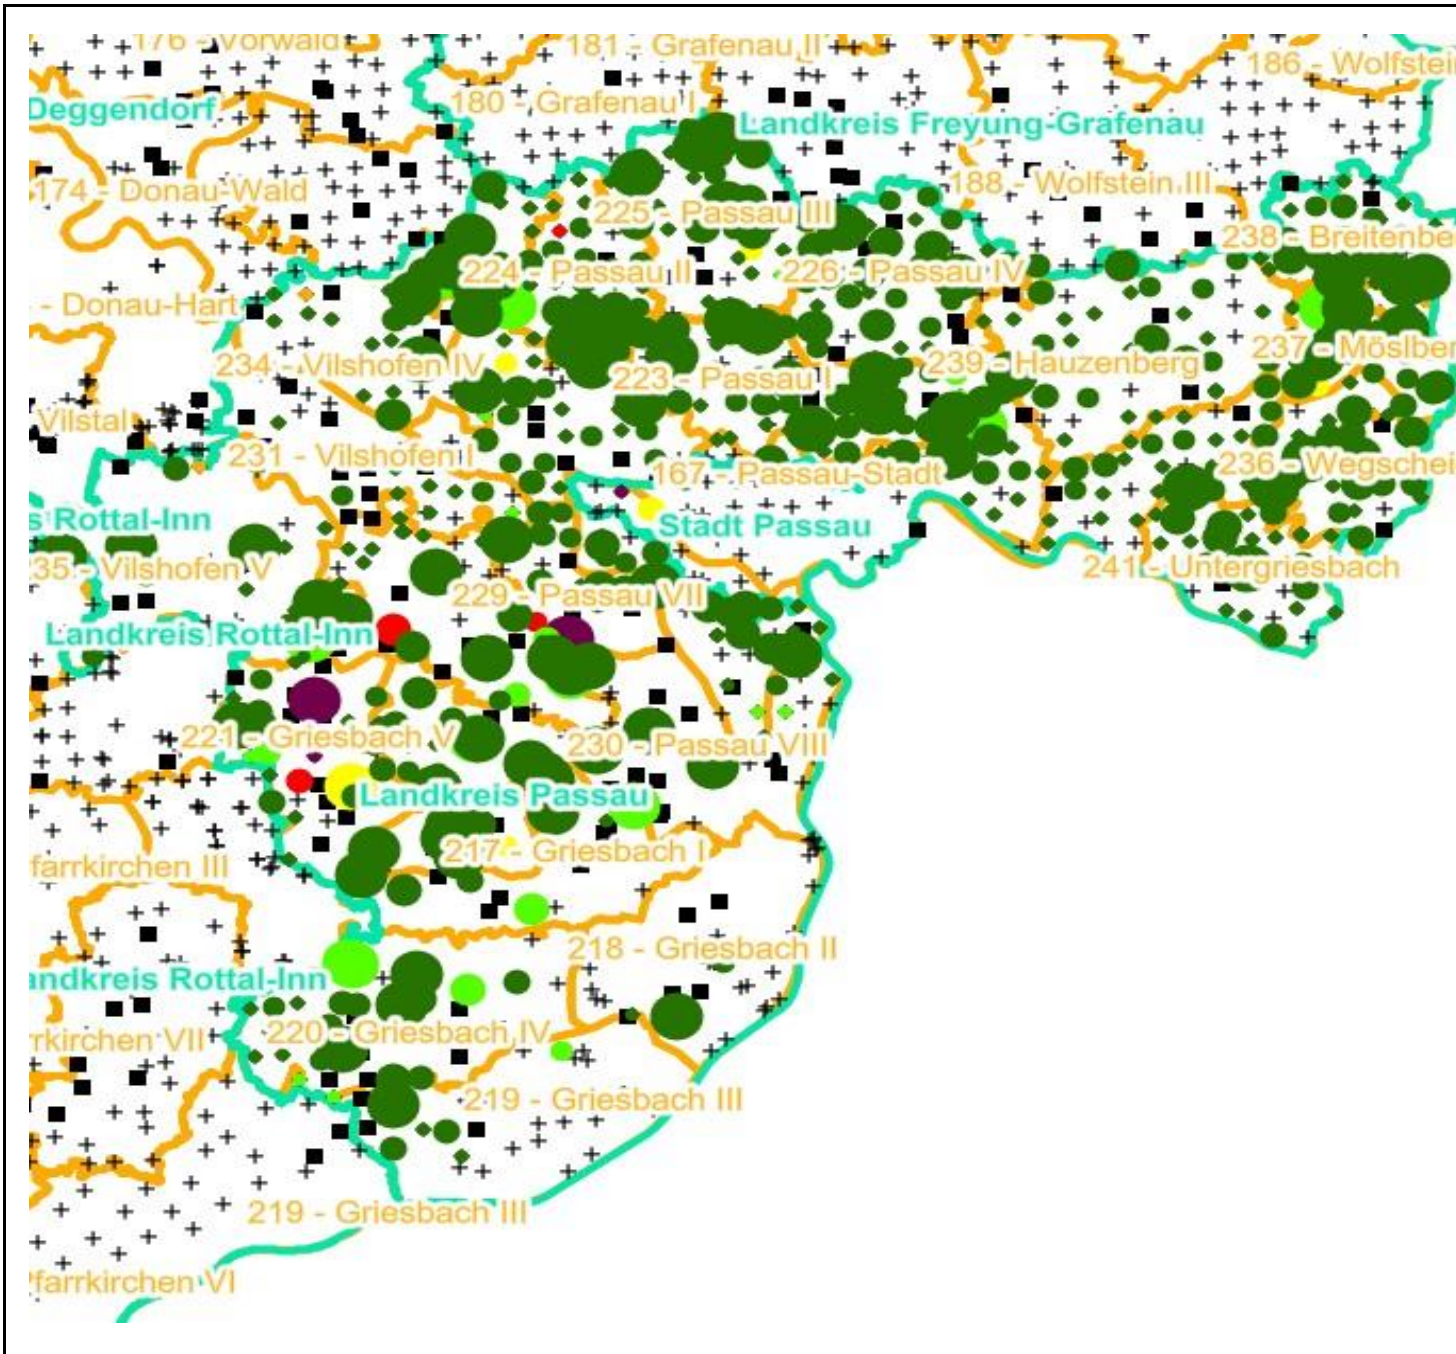 176 - Vorwald
181 - Grafenau II
186 - Wolfstein
Deggendorf
180 - Grafenau I
Landkreis Freyung-Grafenau
174 - Donau-Wald
188 - Wolfstein III
225 - Passau III
238 - Breitenbe
224 - Passau II
226 - Passau IV
- Donau-Hart
234 - Vilshofen IV
223 - Passau I
239 - Hauzenberg
237 - Möslber
Vilstal
231 - Vilshofen I
167 - Passau-Stadt
236 - Wegschei
s Rottal-Inn
Stadt Passau
35 - Vilshofen V
229 - Passau VII
241 - Untergriesbach
Landkreis Rottal-Inn
221 - Griesbach V
230 - Passau VIII
Landkreis Passau
217 - Griesbach I
farrkirchen III
218 - Griesbach II
andkreis Rottal-Inn
220 - Griesbach IV
rrkirchen VII
219 - Griesbach III
219 - Griesbach III
Pfarrkirchen VI